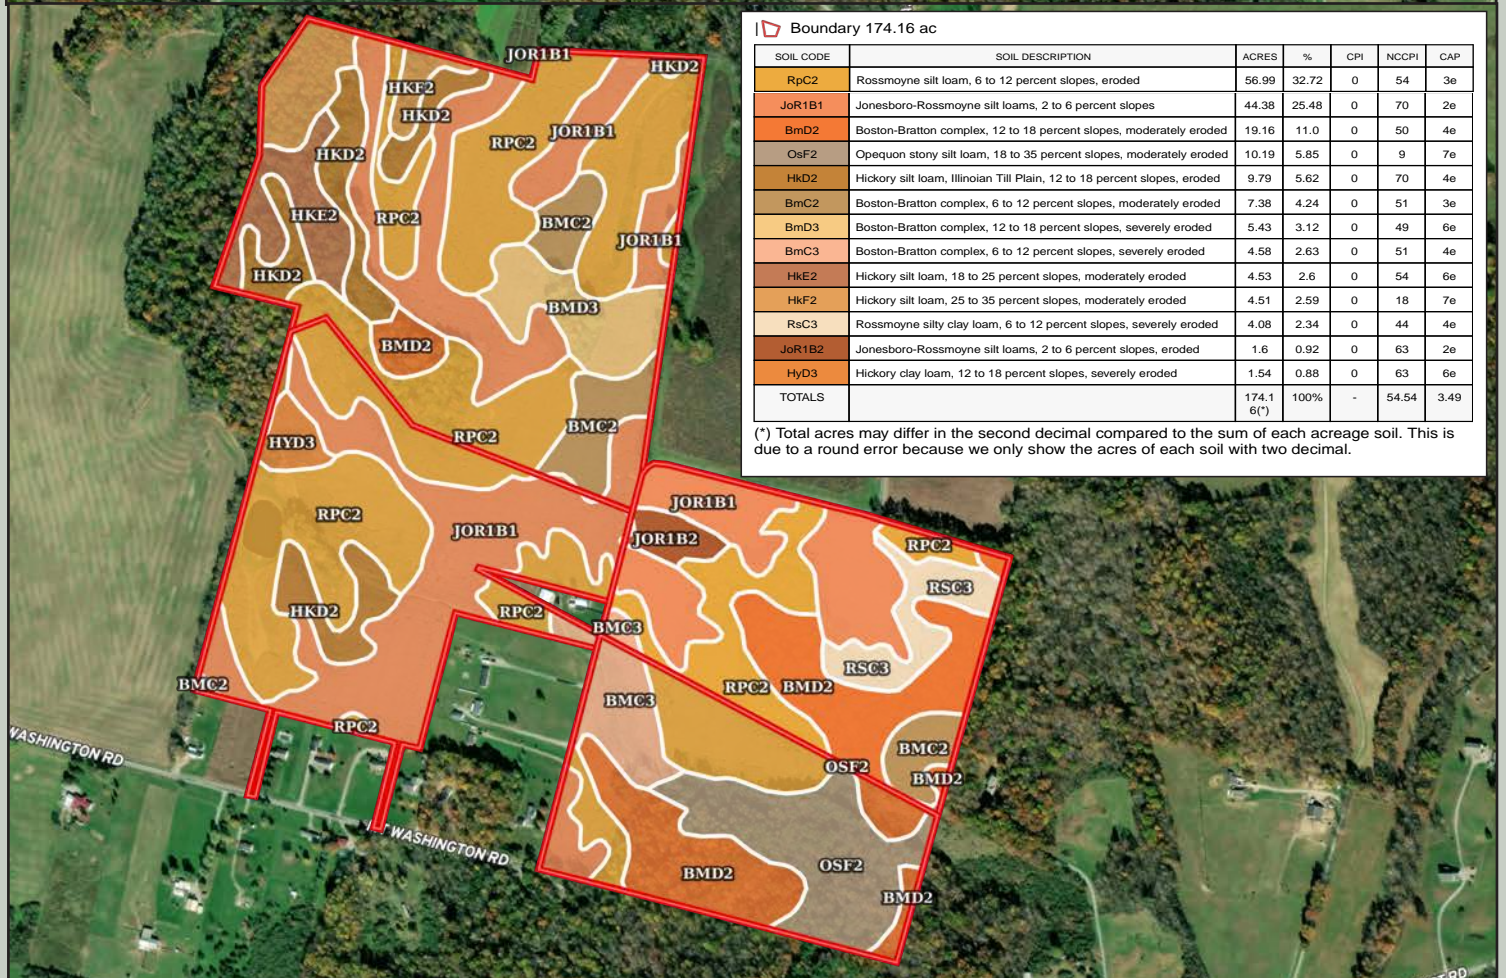 Boundary 174.16 ac
SOIL CODE SOIL DESCRIPTION ACRES % CPI NCCPI CAP
RpC2 Rossmoyne silt loam, 6 to 12 percent slopes, eroded 56.99 32.72 0 54 3e
JoR1B1 Jonesboro-Rossmoyne silt loams, 2 to 6 percent slopes 44.38 25.48 0 70 2e
BmD2 Boston-Bratton complex, 12 to 18 percent slopes, moderately eroded 19.16 11.0 0 50 4e
OsF2 Opequon stony silt loam, 18 to 35 percent slopes, moderately eroded 10.19 5.85 0 9 7e
HkD2 Hickory silt loam, Illinoian Till Plain, 12 to 18 percent slopes, eroded 9.79 5.62 0 70 4e
BmC2 Boston-Bratton complex, 6 to 12 percent slopes, moderately eroded 7.38 4.24 0 51 3e
BmD3 Boston-Bratton complex, 12 to 18 percent slopes, severely eroded 5.43 3.12 0 49 6e
BmC3 Boston-Bratton complex, 6 to 12 percent slopes, severely eroded 4.58 2.63 0 51 4e
HkE2 Hickory silt loam, 18 to 25 percent slopes, moderately eroded 4.53 2.6 0 54 6e
HkF2 Hickory silt loam, 25 to 35 percent slopes, moderately eroded 4.51 2.59 0 18 7e
RsC3 Rossmoyne silty clay loam, 6 to 12 percent slopes, severely eroded 4.08 2.34 0 44 4e
JoR1B2 Jonesboro-Rossmoyne silt loams, 2 to 6 percent slopes, eroded 1.6 0.92 0 63 2e
HyD3 Hickory clay loam, 12 to 18 percent slopes, severely eroded 1.54 0.88 0 63 6e
TOTALS 174.1 100% - 54.54 3.49
6(*)
(*) Total acres may differ in the second decimal compared to the sum of each acreage soil. This is
due to a round error because we only show the acres of each soil with two decimal.
JOR1B1
HKD2
HKF2
HKD2
JOR1B1
RPC2
HKD2
HKE2
RPC2
BMC2
JOR1B1
HKD2
BMD3
BMD2
BMC2
RPC2
HYD3
JOR1B1
RPC2
JOR1B1
JOR1B2
RPC2
RSC3
HKD2
RPC2
BMC3
RSC3
BMC2
RPC2
BMD2
BMC3
RPC2
BMC2
OSF2
BMD2
OSF2
BMD2
BMD2
WASHINGTON RD
WASHINGTON RD
RD